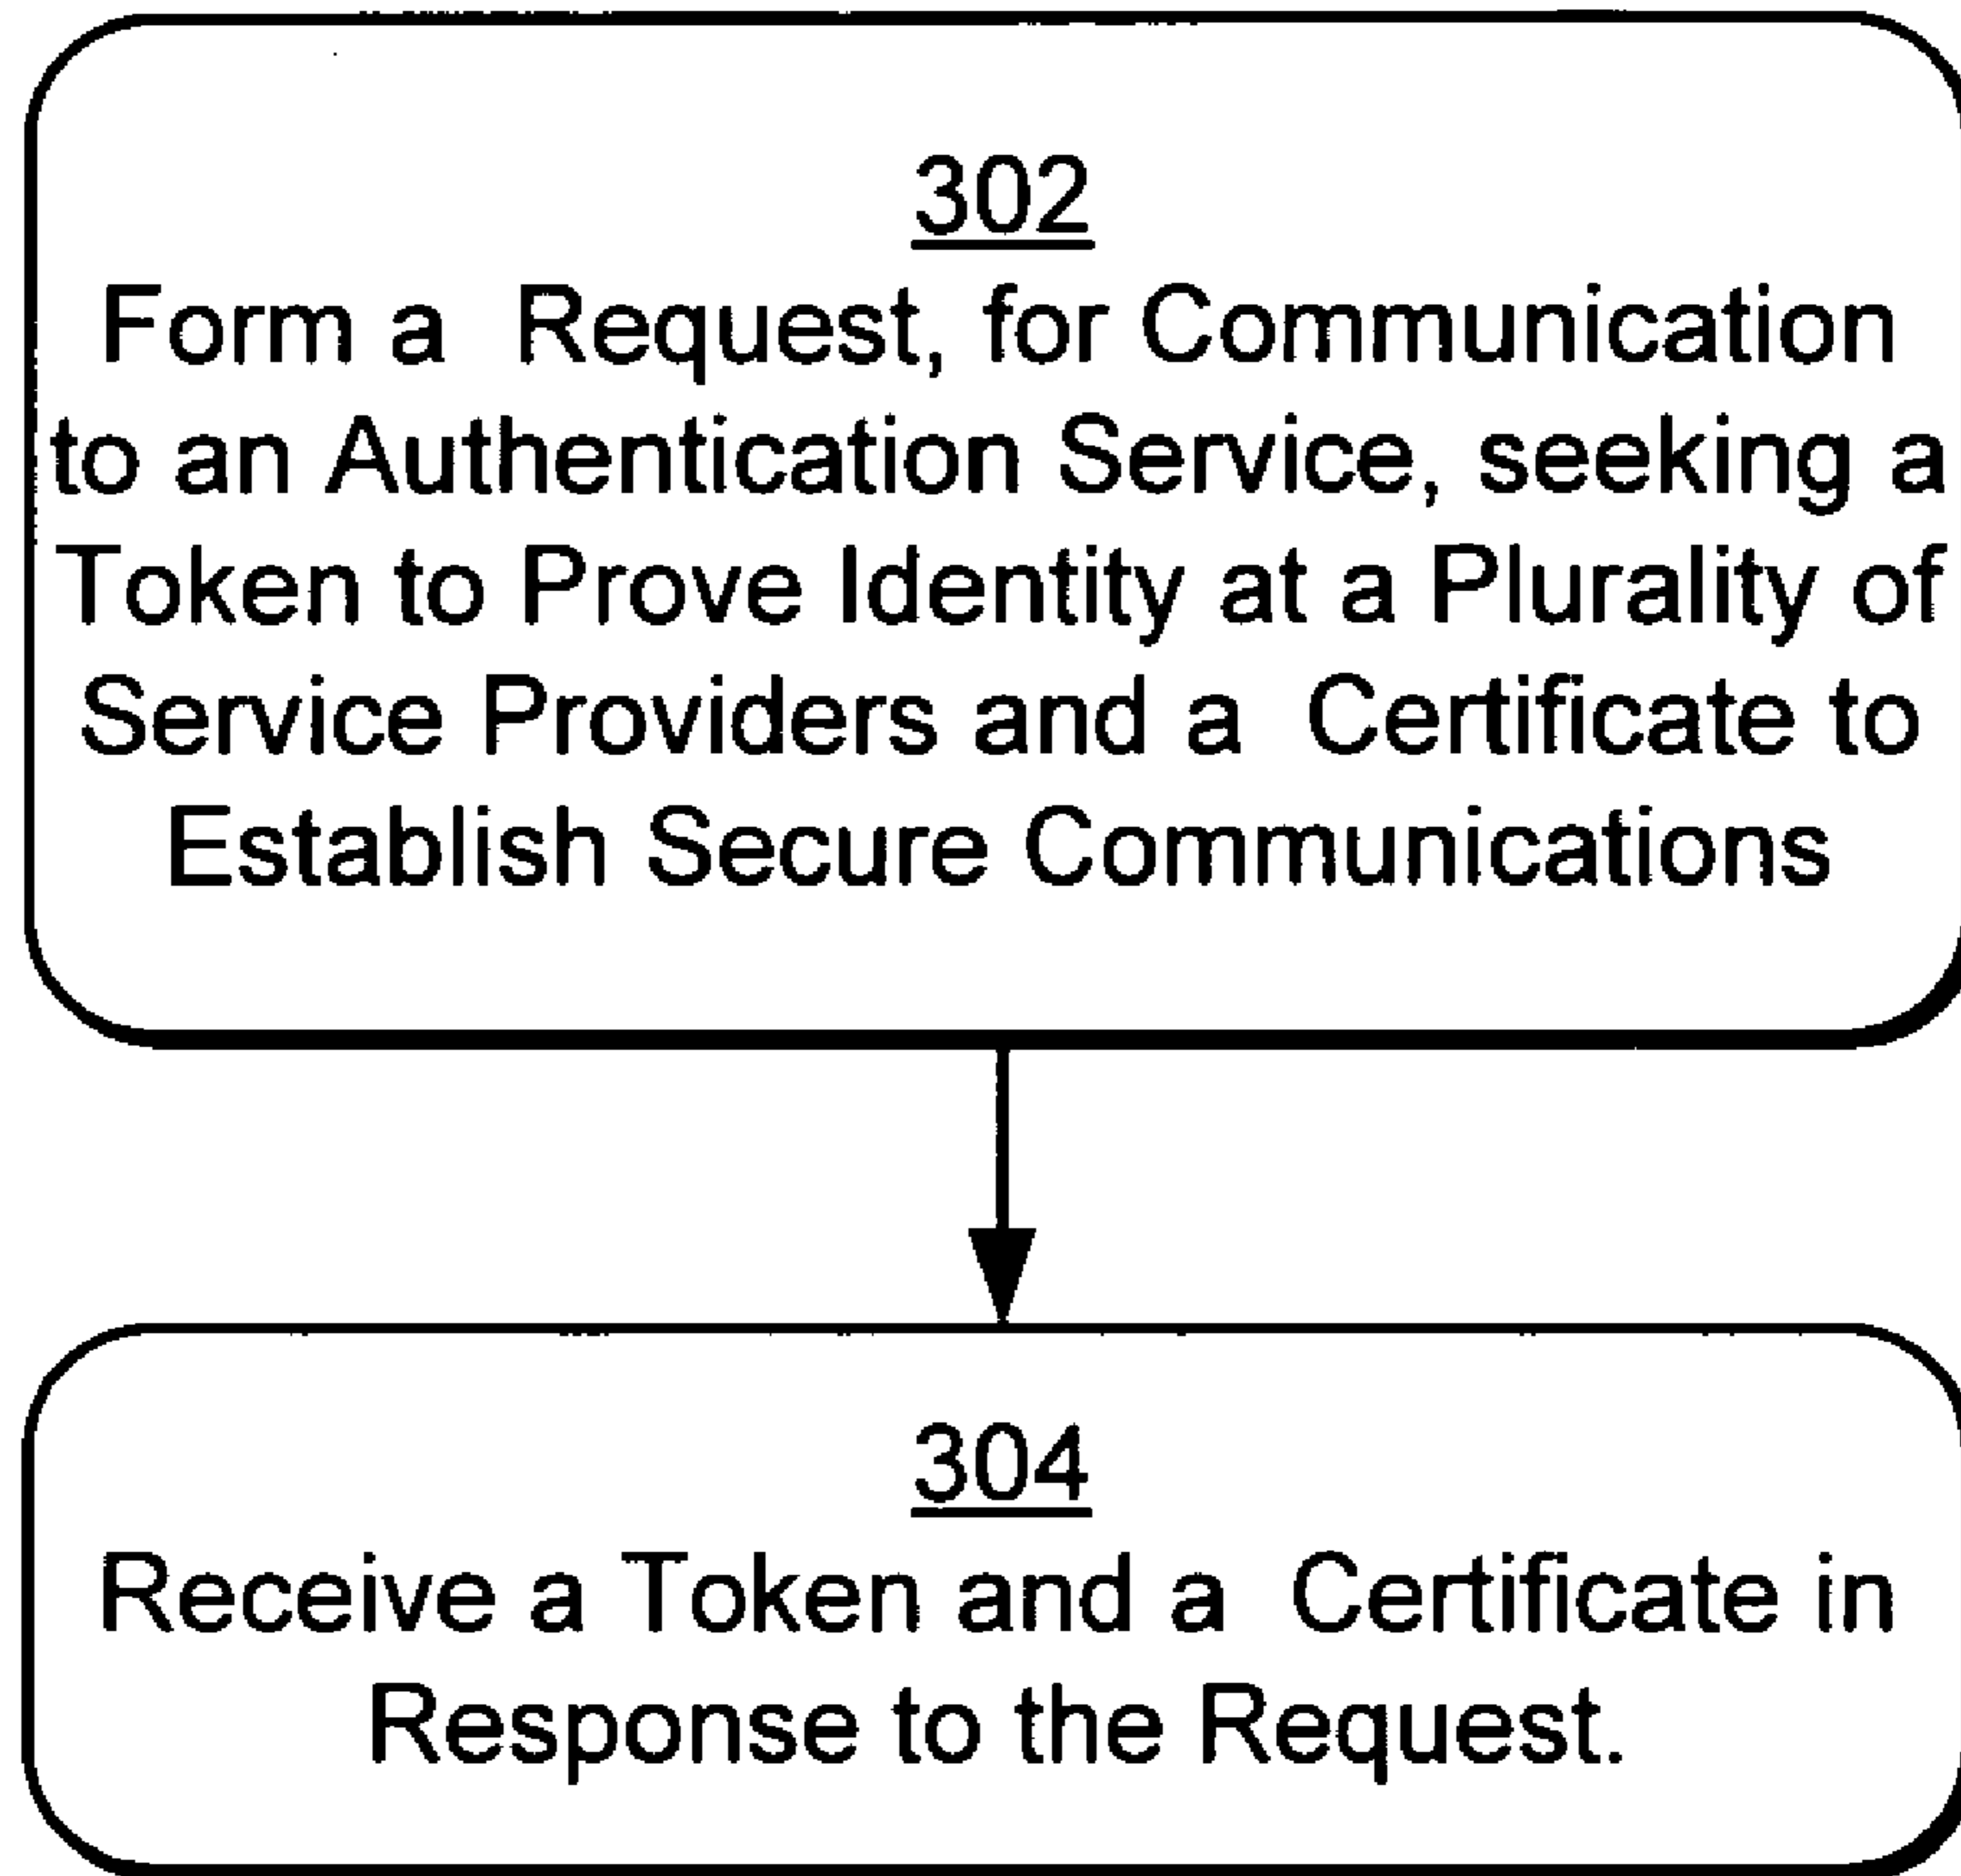 302
Form a Request, for Communication
to an Authentication Service, seeking a
Token to Prove Identity at a Plurality of
Service Providers and a Certificate to
Establish Secure Communications
304
Receive a Token and a Certificate in
Response to the Request.